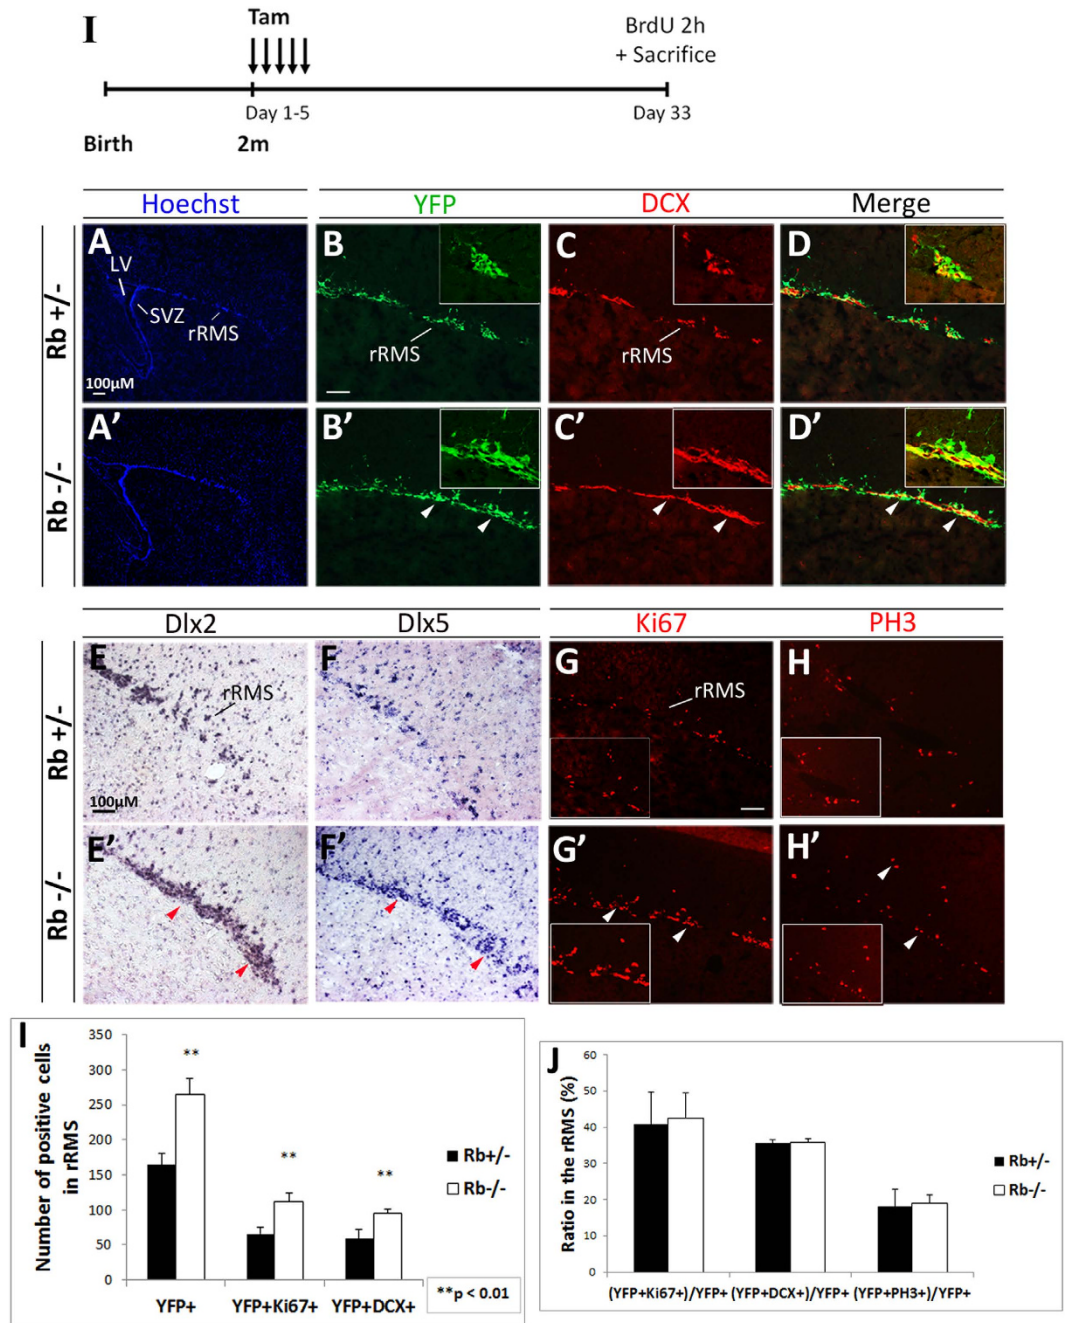 I
Tam
BrdU 2h
+ Sacrifice
Day 1-5
Day 33
Birth
2m
Hoechst
YFP
DCX
Merge
Rb +/-
A
LV
SVZ
rRMS
100µM
B
rRMS
C
rRMS
D
Rb -/-
A'
B'
C'
D'
Dlx2
Dlx5
Ki67
PH3
Rb +/-
E
rRMS
100µM
F
G
rRMS
H
Rb -/-
E'
F'
G'
H'
I
Number of positive cells
in rRMS
350
300
250
200
150
100
50
0
**
**
**
YFP+
YFP+Ki67+
YFP+DCX+
Rb+/-
Rb-/-
**p < 0.01
J
Ratio in the rRMS (%)
60
50
40
30
20
10
0
(YFP+Ki67+)/YFP+
(YFP+DCX+)/YFP+
(YFP+PH3+)/YFP+
Rb+/-
Rb-/-